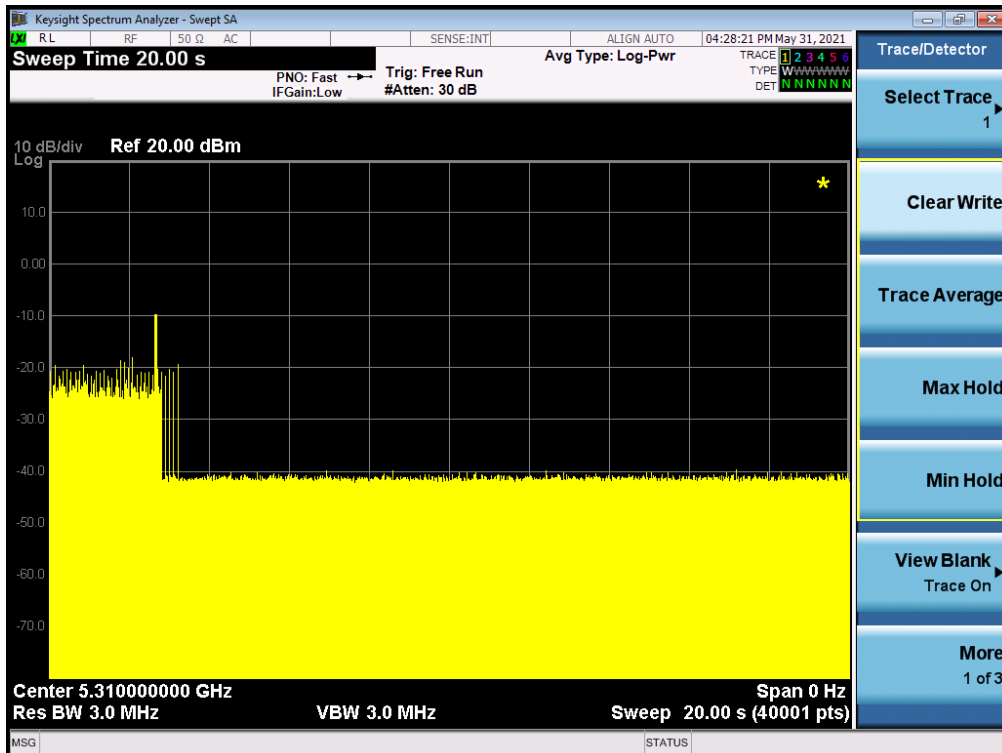 Keysight Spectrum Analyzer - Swept SA
LXI RL RF 50 Ω AC SENSE:INT ALIGN AUTO 04:28:21 PM May 31, 2021
Sweep Time 20.00 s
PNO: Fast
IFGain:Low
Trig: Free Run
#Atten: 30 dB
Avg Type: Log-Pwr
TRACE 1 2 3 4 5 6
TYPE WWWWWW
DET N N N N N N
10 dB/div
Log
Ref 20.00 dBm
*
10.0
0.00
-10.0
-20.0
-30.0
-40.0
-50.0
-60.0
-70.0
Center 5.310000000 GHz
Span 0 Hz
Res BW 3.0 MHz
VBW 3.0 MHz
Sweep 20.00 s (40001 pts)
MSG
STATUS
Trace/Detector
Select Trace
1
Clear Write
Trace Average
Max Hold
Min Hold
View Blank
Trace On
More
1 of 3